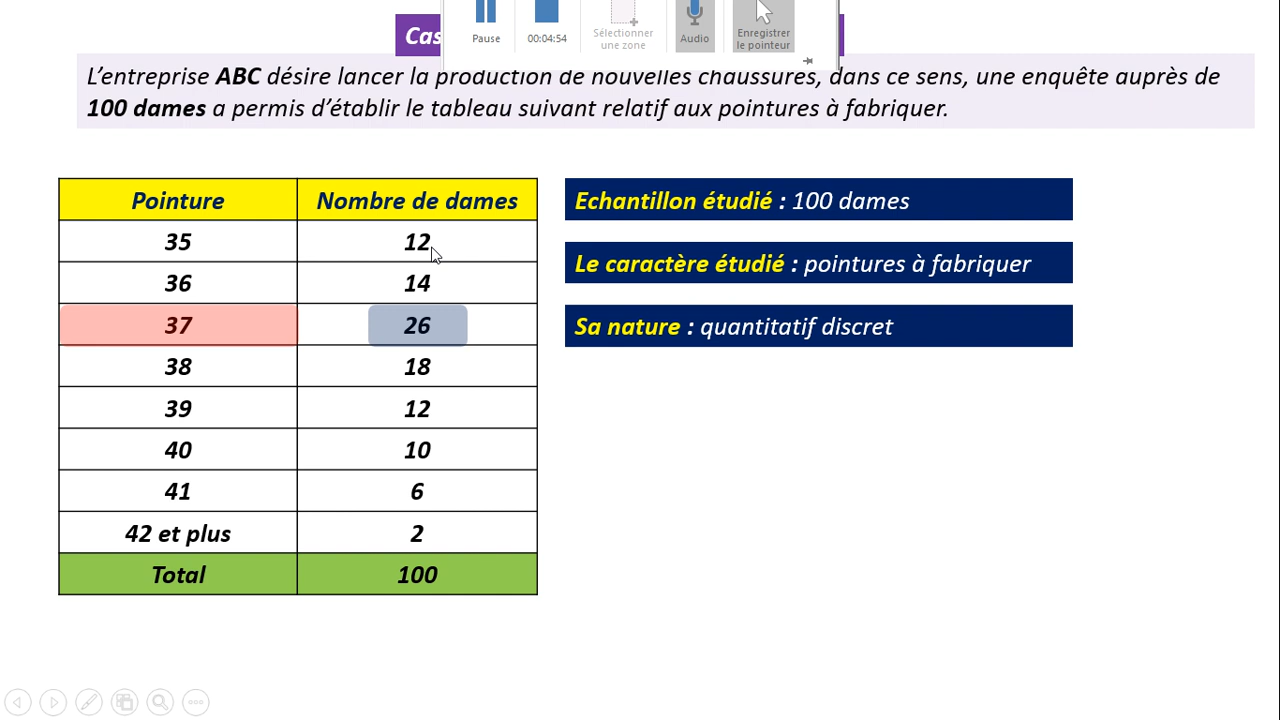 Pause
00:04:54
Sélectionner
une zone
Audio
Enregistrer
le pointeur
Cas
L’entreprise ABC désire lancer la production de nouvelles chaussures, dans ce sens, une enquête auprès de
100 dames a permis d’établir le tableau suivant relatif aux pointures à fabriquer.
Pointure Nombre de dames
35 12
36 14
37 26
38 18
39 12
40 10
41 6
42 et plus 2
Total 100
Echantillon étudié : 100 dames
Le caractère étudié : pointures à fabriquer
Sa nature : quantitatif discret